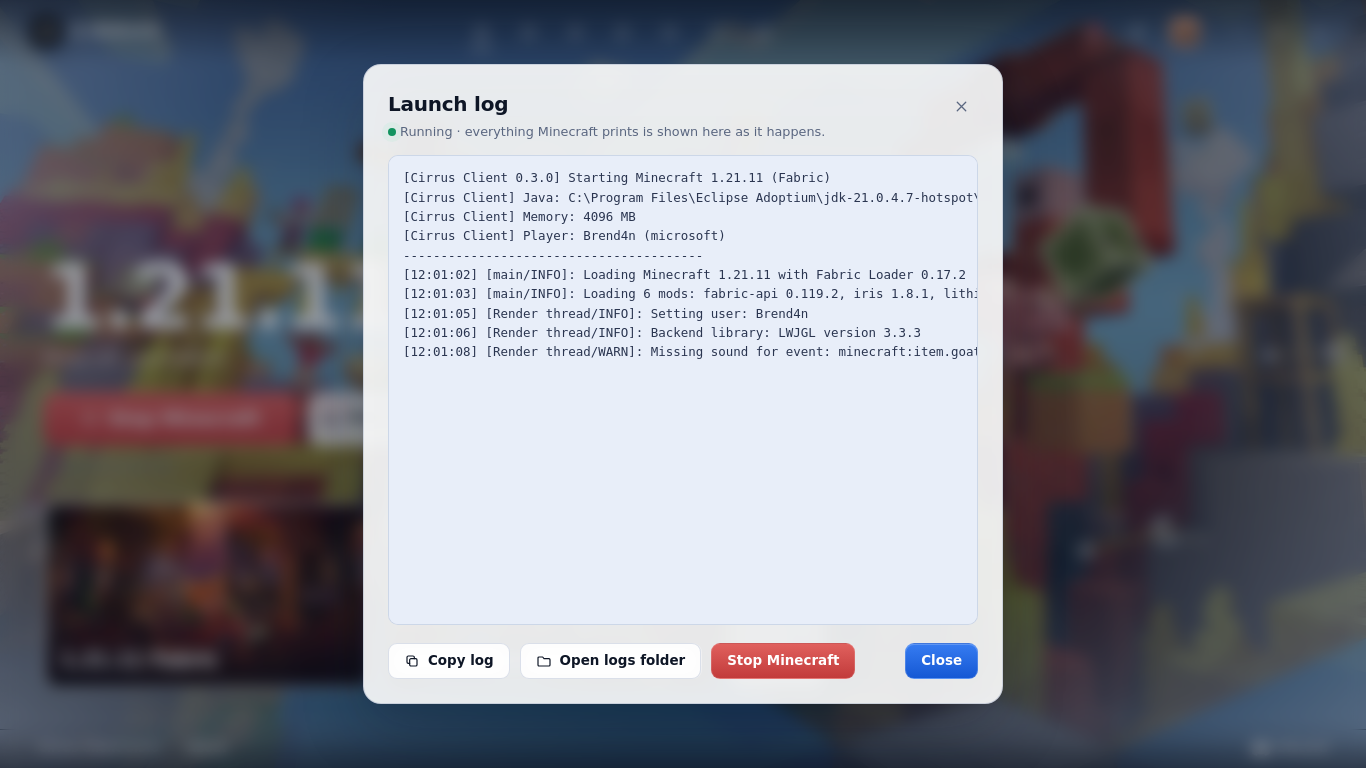 Launch log
Running · everything Minecraft prints is shown here as it happens.
[Cirrus Client 0.3.0] Starting Minecraft 1.21.11 (Fabric)
[Cirrus Client] Java: C:\Program Files\Eclipse Adoptium\jdk-21.0.4.7-hotspot\
[Cirrus Client] Memory: 4096 MB
[Cirrus Client] Player: Brend4n (microsoft)
----------------------------------------
[12:01:02] [main/INFO]: Loading Minecraft 1.21.11 with Fabric Loader 0.17.2
[12:01:03] [main/INFO]: Loading 6 mods: fabric-api 0.119.2, iris 1.8.1, lithi
[12:01:05] [Render thread/INFO]: Setting user: Brend4n
[12:01:06] [Render thread/INFO]: Backend library: LWJGL version 3.3.3
[12:01:08] [Render thread/WARN]: Missing sound for event: minecraft:item.goat
1.21.1
Stop Minecraft
Copy log
Open logs folder
Stop Minecraft
Close